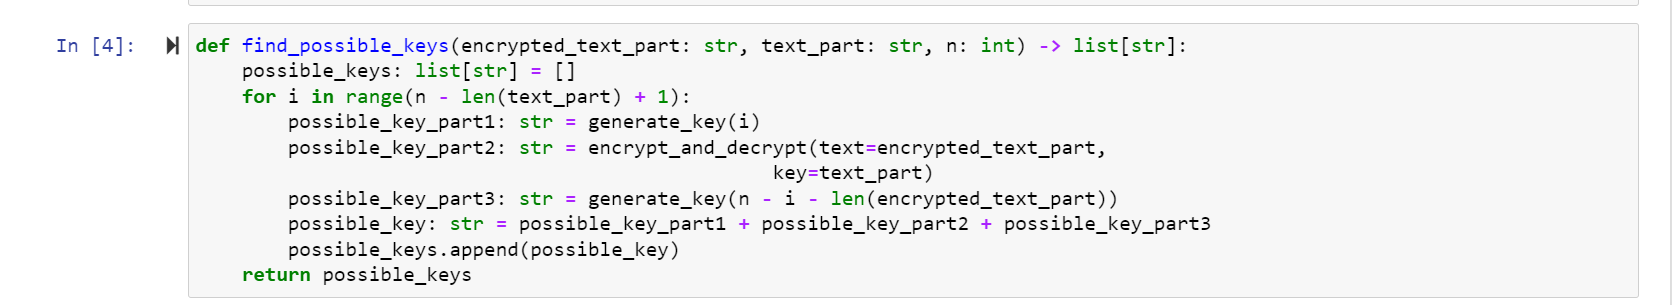 In [4]:
def find_possible_keys(encrypted_text_part: str, text_part: str, n: int) -> list[str]:
    possible_keys: list[str] = []
    for i in range(n - len(text_part) + 1):
        possible_key_part1: str = generate_key(i)
        possible_key_part2: str = encrypt_and_decrypt(text=encrypted_text_part,
                                                  key=text_part)
        possible_key_part3: str = generate_key(n - i - len(encrypted_text_part))
        possible_key: str = possible_key_part1 + possible_key_part2 + possible_key_part3
        possible_keys.append(possible_key)
    return possible_keys